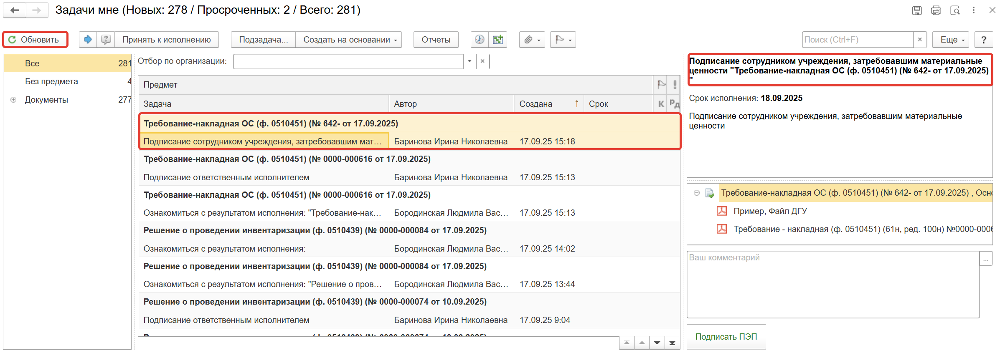 Задачи мне (Новых: 278 / Просроченных: 2 / Всего: 281)
Обновить
Принять к исполнению
Подзадача...
Создать на основании
Отчеты
Поиск (Ctrl+F)
×
Еще
?
Все 281
Без предмета 4
Документы 277
Отбор по организации:
×
Предмет
Задача Автор Создана ↑ Срок К РД
Требование-накладная ОС (ф. 0510451) (№ 642- от 17.09.2025)
Подписание сотрудником учреждения, затребовавшим мат... Баринова Ирина Николаевна 17.09.25 15:18
Требование-накладная ОС (ф. 0510451) (№ 0000-000616 от 17.09.2025)
Подписание ответственным исполнителем Баринова Ирина Николаевна 17.09.25 15:13
Требование-накладная ОС (ф. 0510451) (№ 0000-000616 от 17.09.2025)
Ознакомиться с результатом исполнения: "Требование-нак... Бородинская Людмила Вас... 17.09.25 15:13
Решение о проведении инвентаризации (ф. 0510439) (№ 0000-000084 от 17.09.2025)
Ознакомиться с результатом исполнения: Бородинская Людмила Вас... 17.09.25 14:02
Решение о проведении инвентаризации (ф. 0510439) (№ 0000-000084 от 17.09.2025)
Ознакомиться с результатом исполнения: "Решение о пров... Бородинская Людмила Вас... 17.09.25 13:44
Решение о проведении инвентаризации (ф. 0510439) (№ 0000-000074 от 10.09.2025)
Подписание ответственным исполнителем Баринова Ирина Николаевна 17.09.25 9:04
Подписание сотрудником учреждения, затребовавшим материальные
ценности "Требование-накладная ОС (ф. 0510451) (№ 642- от 17.09.2025)
"
Срок исполнения: 18.09.2025
Подписание сотрудником учреждения, затребовавшим материальные
ценности
Требование-накладная ОС (ф. 0510451) (№ 642- от 17.09.2025) , Осно
Пример, Файл ДГУ
Требование - накладная (ф. 0510451) (61н, ред. 100н) №0000-0006
Ваш комментарий
...
Подписать ПЭП